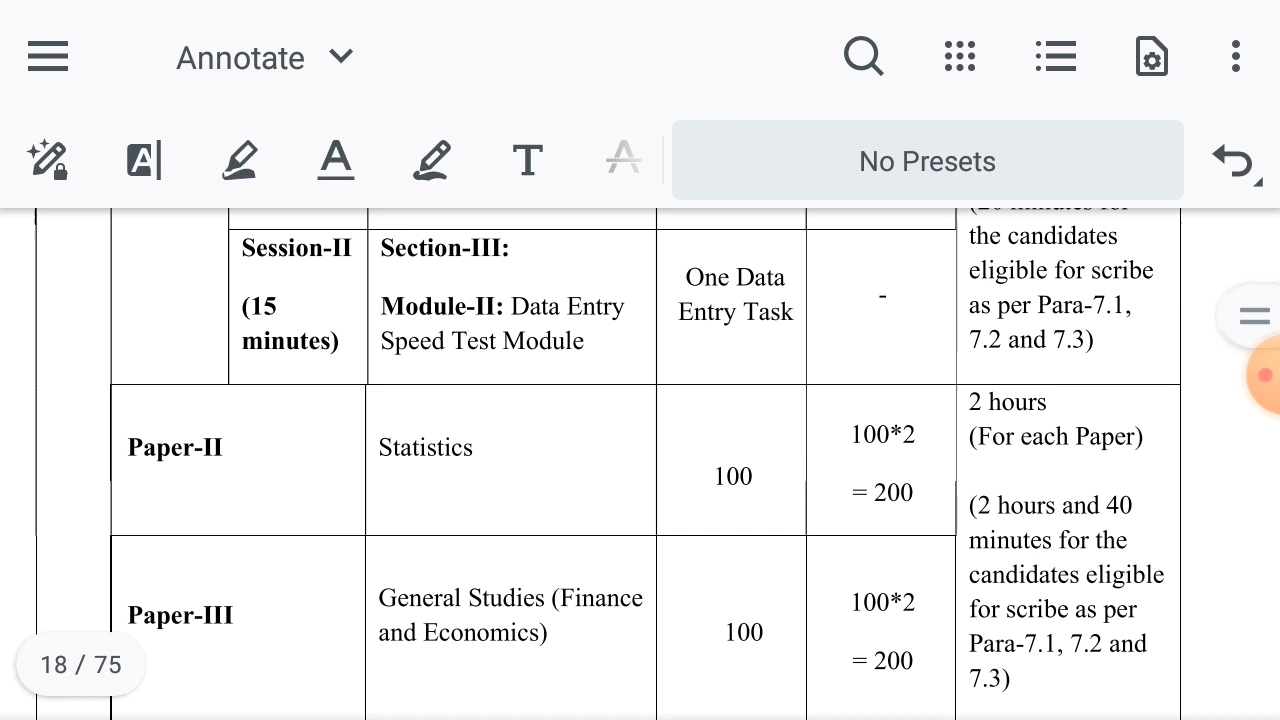 Annotate
No Presets
(20 minutes for
the candidates
eligible for scribe
as per Para-7.1,
7.2 and 7.3)
Session-II
(15
minutes)
Section-III:
Module-II: Data Entry
Speed Test Module
One Data
Entry Task
-
Paper-II
Statistics
100
100*2
= 200
2 hours
(For each Paper)
(2 hours and 40
minutes for the
candidates eligible
for scribe as per
Para-7.1, 7.2 and
7.3)
Paper-III
General Studies (Finance
and Economics)
100
100*2
= 200
18 / 75